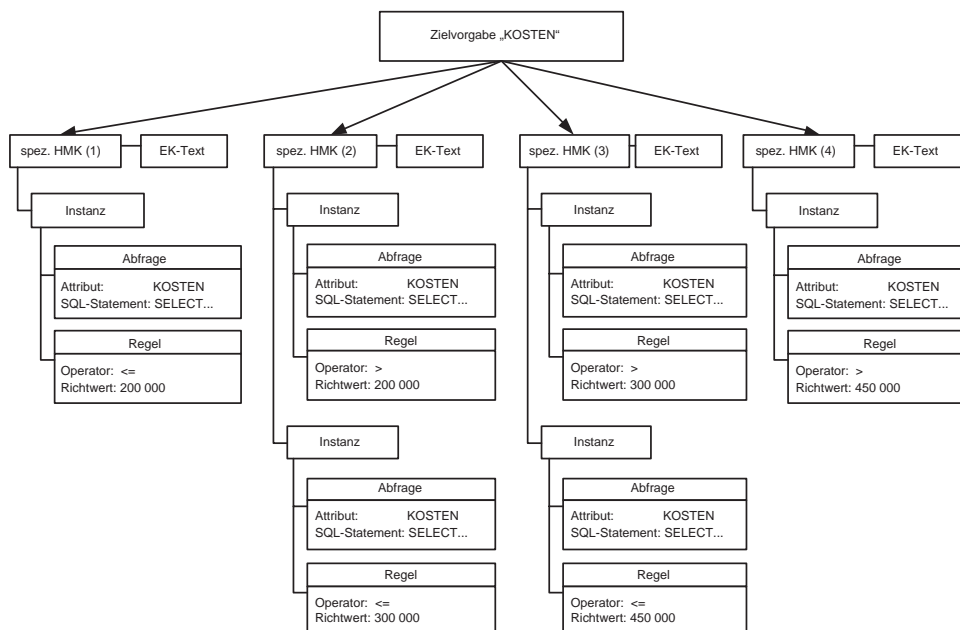 Zielvorgabe „KOSTEN“
spez. HMK (1)
EK-Text
spez. HMK (2)
EK-Text
spez. HMK (3)
EK-Text
spez. HMK (4)
EK-Text
Instanz
Instanz
Instanz
Instanz
Abfrage
Attribut: KOSTEN
SQL-Statement: SELECT...
Abfrage
Attribut: KOSTEN
SQL-Statement: SELECT...
Abfrage
Attribut: KOSTEN
SQL-Statement: SELECT...
Abfrage
Attribut: KOSTEN
SQL-Statement: SELECT...
Regel
Operator: <=
Richtwert: 200 000
Regel
Operator: >
Richtwert: 200 000
Regel
Operator: >
Richtwert: 300 000
Regel
Operator: >
Richtwert: 450 000
Instanz
Instanz
Abfrage
Attribut: KOSTEN
SQL-Statement: SELECT...
Abfrage
Attribut: KOSTEN
SQL-Statement: SELECT...
Regel
Operator: <=
Richtwert: 300 000
Regel
Operator: <=
Richtwert: 450 000